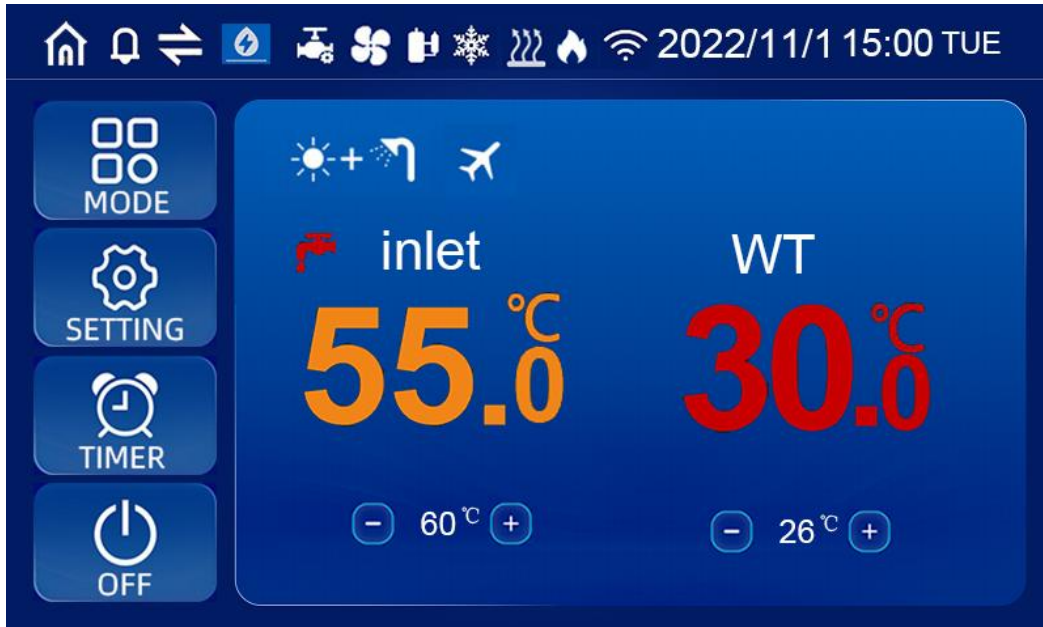 2022/11/1 15:00 TUE
MODE
SETTING
TIMER
OFF
inlet WT
55.0℃ 30.0℃
- 60℃ + - 26℃ +